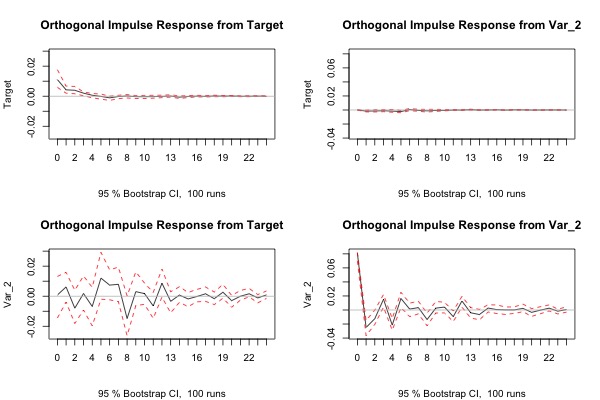 Orthogonal Impulse Response from Target
Orthogonal Impulse Response from Var_2
Target
0.02
0.00
-0.02
0 2 4 6 8 10 13 16 19 22
95 % Bootstrap CI, 100 runs
Target
0.06
0.02
-0.04
0 2 4 6 8 10 13 16 19 22
95 % Bootstrap CI, 100 runs
Orthogonal Impulse Response from Target
Orthogonal Impulse Response from Var_2
Var_2
0.02
0.00
-0.02
0 2 4 6 8 10 13 16 19 22
95 % Bootstrap CI, 100 runs
Var_2
0.06
0.02
-0.04
0 2 4 6 8 10 13 16 19 22
95 % Bootstrap CI, 100 runs